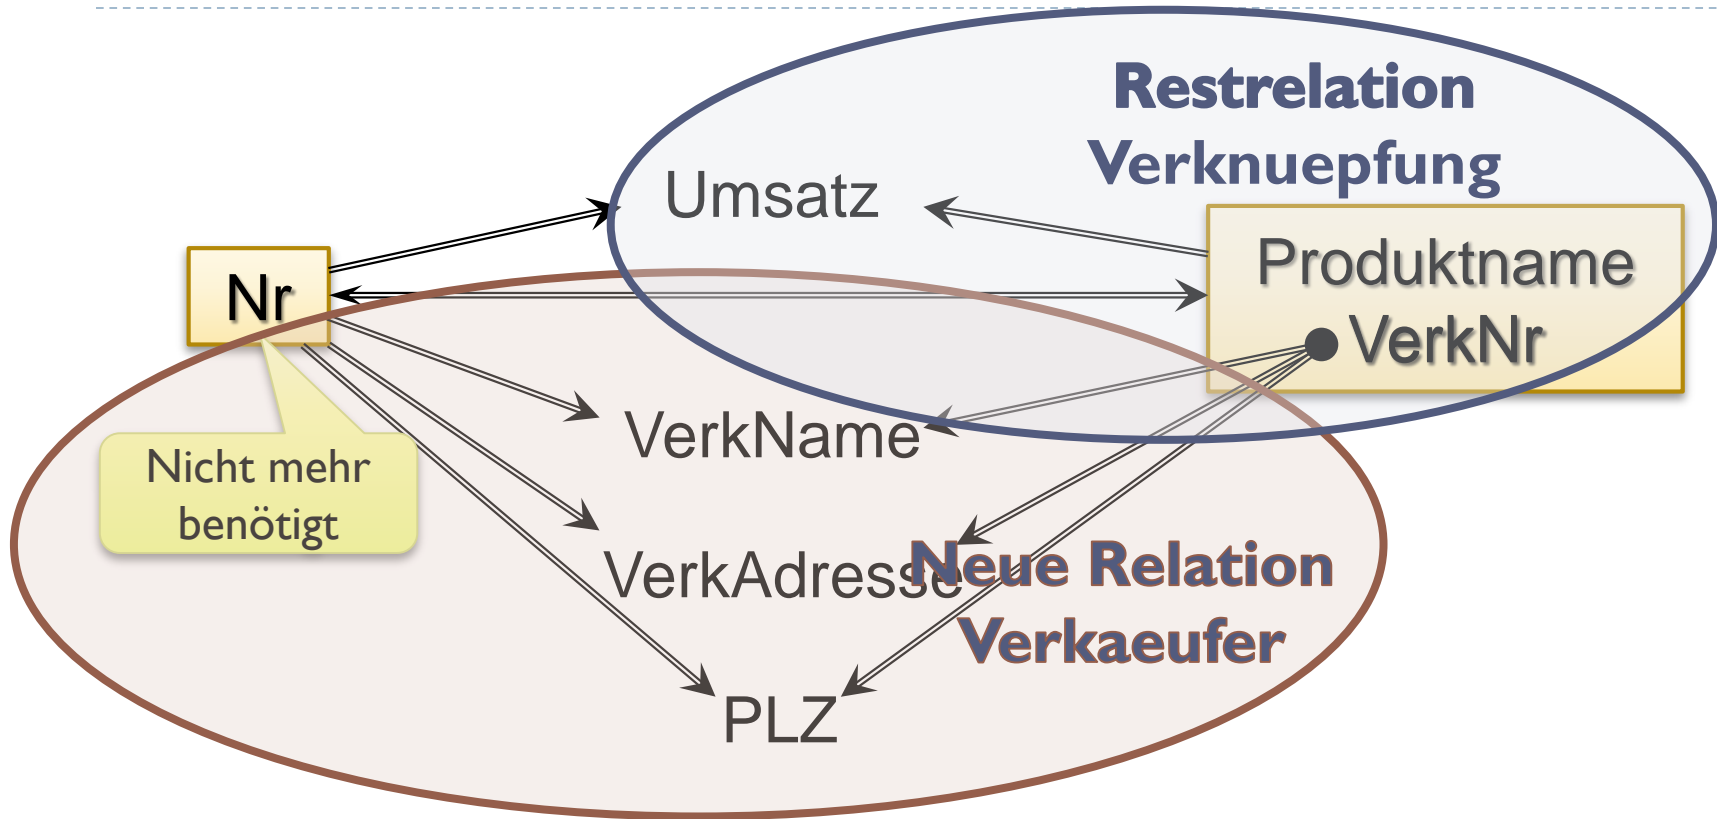 Restrelation
Verknuepfung
Umsatz
Produktname
VerkNr
Nr
VerkName
Nicht mehr
benötigt
VerkAdresse
Neue Relation
Verkaeufer
PLZ